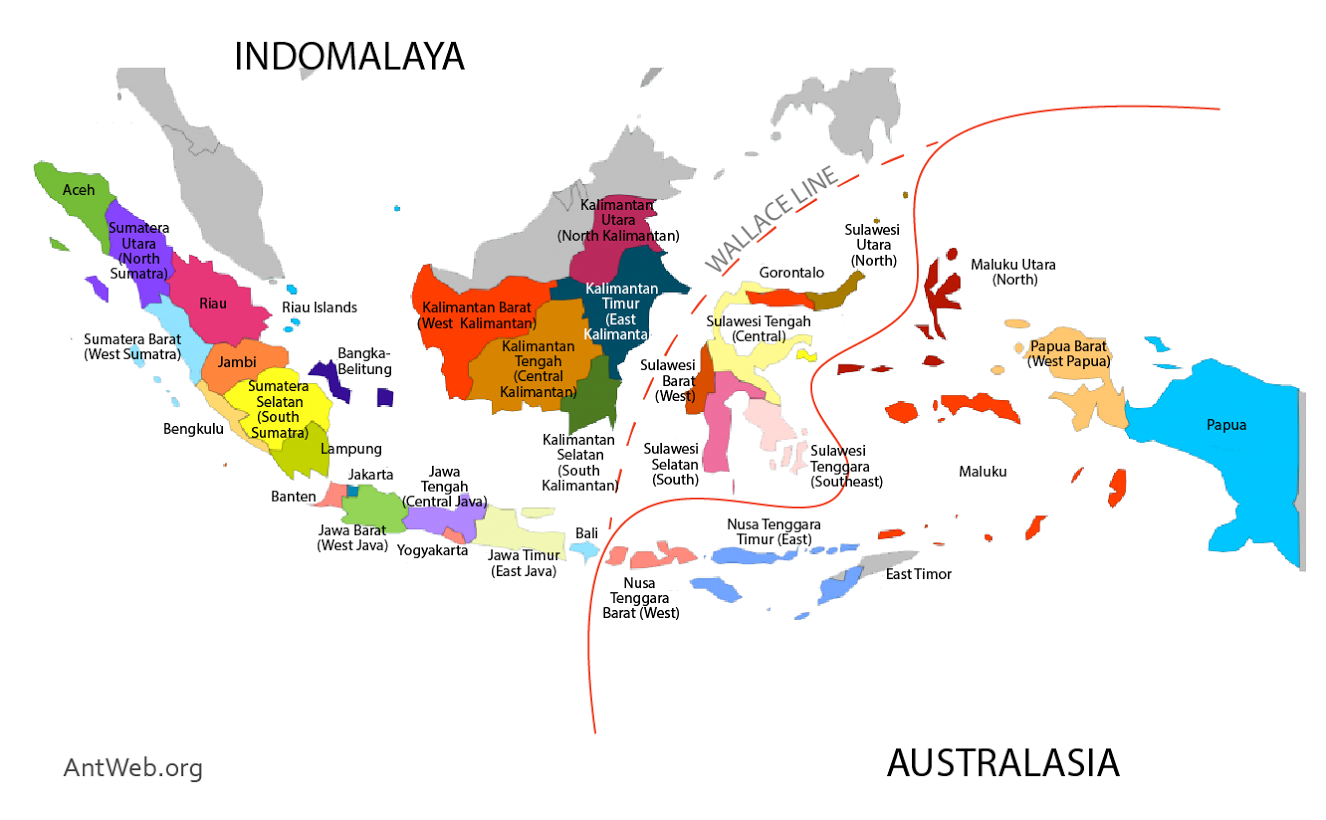 INDOMALAYA
WALLACE LINE
Aceh
Sumatera
Utara
(North
Sumatra)
Riau
Riau Islands
Sumatera Barat
(West Sumatra)
Jambi
Bangka-
Belitung
Sumatera
Selatan
(South
Sumatra)
Bengkulu
Lampung
Banten
Jakarta
Jawa
Tengah
(Central Java)
Jawa Barat
(West Java)
Yogyakarta
Jawa Timur
(East Java)
Bali
Kalimantan
Utara
(North Kalimantan)
Kalimantan Barat
(West Kalimantan)
Kalimantan
Timur
(East
Kalimanta
Kalimantan
Tengah
(Central
Kalimantan)
Kalimantan
Selatan
(South
Kalimantan)
Sulawesi
Utara
(North)
Gorontalo
Sulawesi Tengah
(Central)
Sulawesi
Barat
(West)
Sulawesi
Selatan
(South)
Sulawesi
Tenggara
(Southeast)
Nusa Tenggara
Timur (East)
Nusa
Tenggara
Barat (West)
East Timor
Maluku Utara
(North)
Maluku
Papua Barat
(West Papua)
Papua
AntWeb.org
AUSTRALASIA